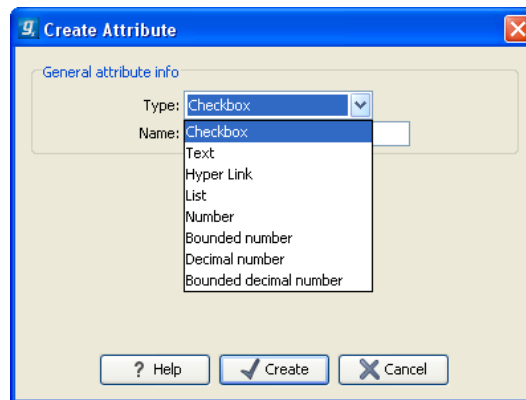 g Create Attribute
General attribute info
Type: Checkbox
Name: Checkbox
Text
Hyper Link
List
Number
Bounded number
Decimal number
Bounded decimal number
? Help Create Cancel